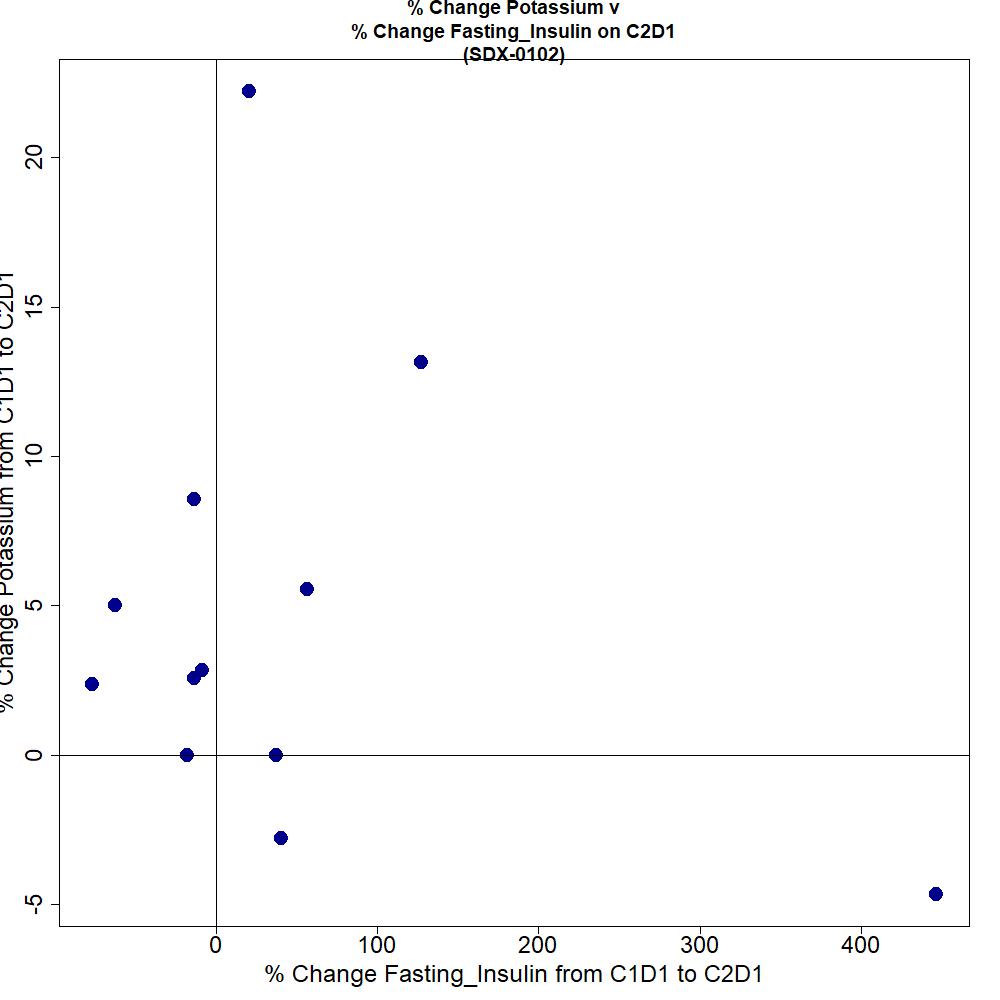 % Change Potassium v
% Change Fasting_Insulin on C2D1
(SDX-0102)
% Change Potassium from C1D1 to C2D1
20
15
10
5
0
-5
0 100 200 300 400
% Change Fasting_Insulin from C1D1 to C2D1